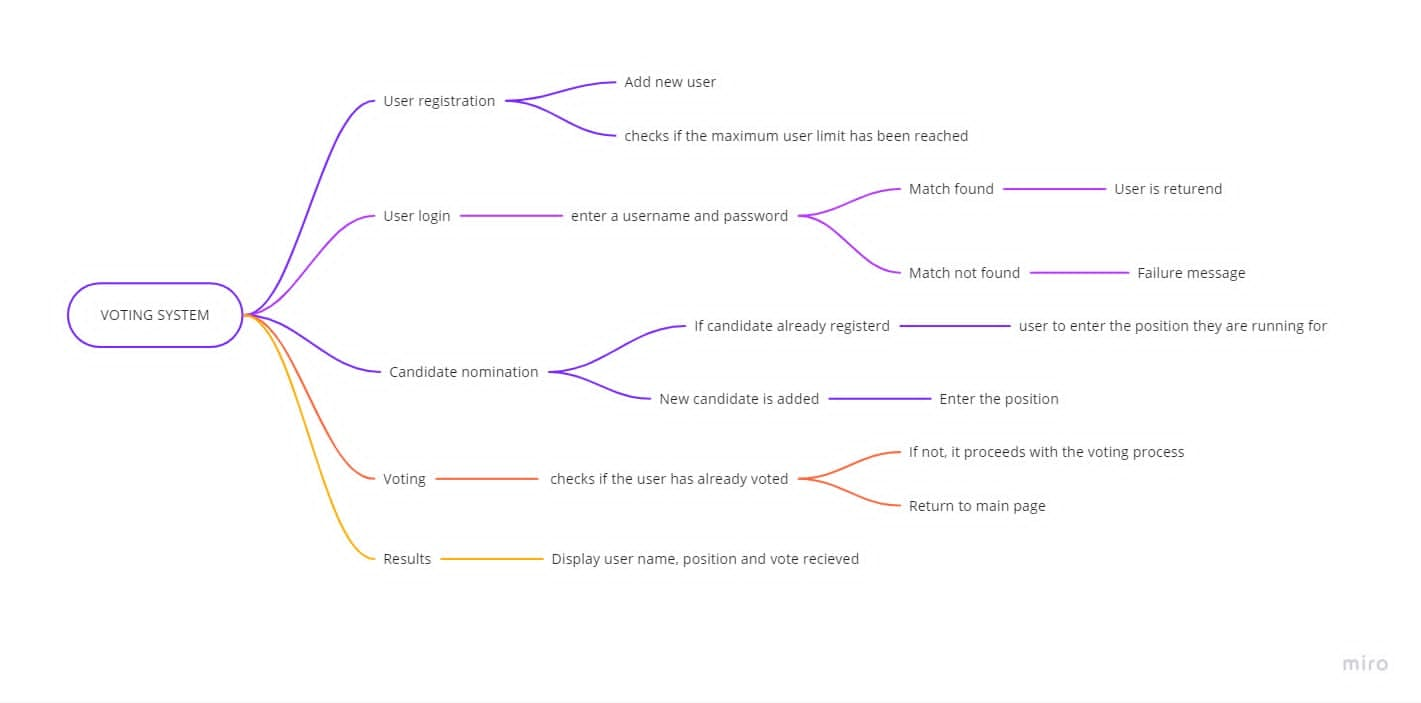 Add new user
User registration
checks if the maximum user limit has been reached
Match found
User is returend
User login
enter a username and password
Match not found
Failure message
VOTING SYSTEM
If candidate already registerd
user to enter the position they are running for
Candidate nomination
New candidate is added
Enter the position
If not, it proceeds with the voting process
Voting
checks if the user has already voted
Return to main page
Results
Display user name, position and vote recieved
miro